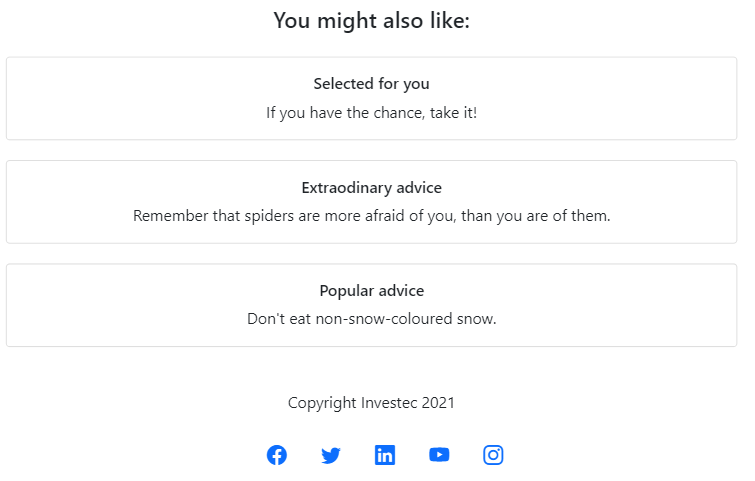 You might also like:
Selected for you
If you have the chance, take it!
Extraodinary advice
Remember that spiders are more afraid of you, than you are of them.
Popular advice
Don't eat non-snow-coloured snow.
Copyright Investec 2021